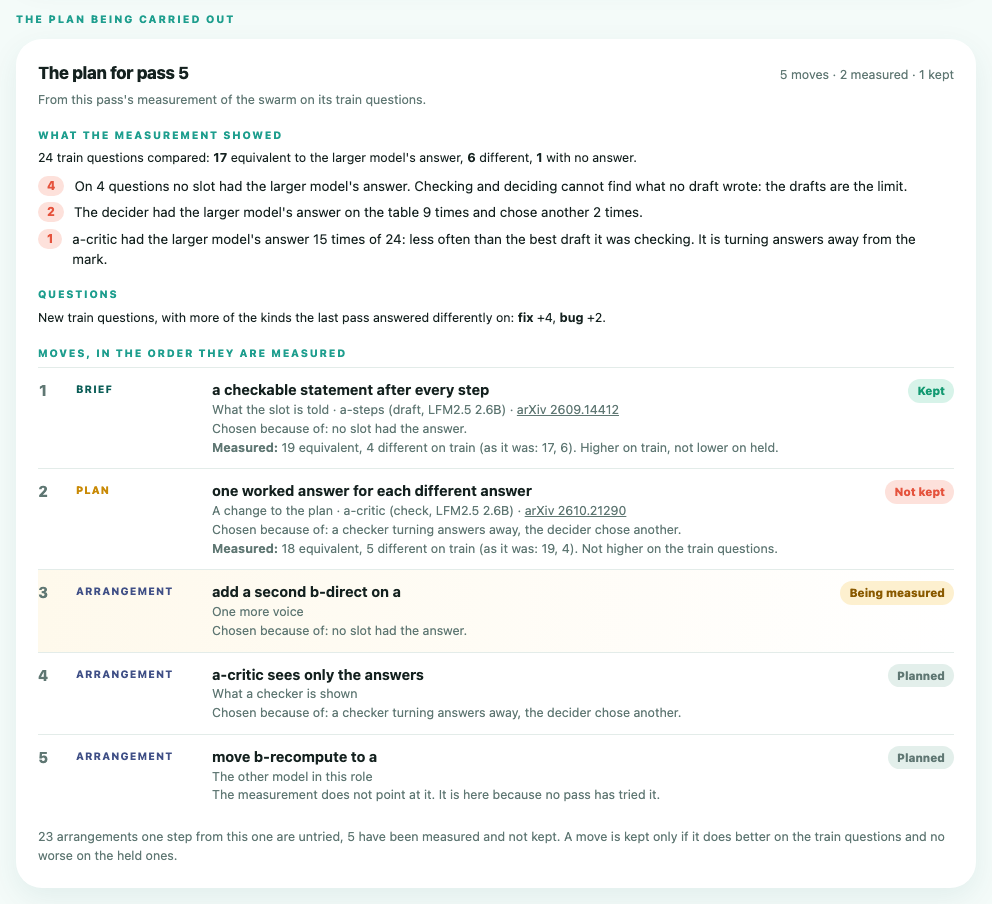 THE PLAN BEING CARRIED OUT
The plan for pass 5
5 moves · 2 measured · 1 kept
From this pass's measurement of the swarm on its train questions.
WHAT THE MEASUREMENT SHOWED
24 train questions compared: 17 equivalent to the larger model's answer, 6 different, 1 with no answer.
4 On 4 questions no slot had the larger model's answer. Checking and deciding cannot find what no draft wrote: the drafts are the limit.
2 The decider had the larger model's answer on the table 9 times and chose another 2 times.
1 a-critic had the larger model's answer 15 times of 24: less often than the best draft it was checking. It is turning answers away from the
mark.
QUESTIONS
New train questions, with more of the kinds the last pass answered differently on: fix +4, bug +2.
MOVES, IN THE ORDER THEY ARE MEASURED
1 BRIEF a checkable statement after every step Kept
What the slot is told · a-steps (draft, LFM2.5 2.6B) · arXiv 2609.14412
Chosen because of: no slot had the answer.
Measured: 19 equivalent, 4 different on train (as it was: 17, 6). Higher on train, not lower on held.
2 PLAN one worked answer for each different answer Not kept
A change to the plan · a-critic (check, LFM2.5 2.6B) · arXiv 2610.21290
Chosen because of: a checker turning answers away, the decider chose another.
Measured: 18 equivalent, 5 different on train (as it was: 19, 4). Not higher on the train questions.
3 ARRANGEMENT add a second b-direct on a Being measured
One more voice
Chosen because of: no slot had the answer.
4 ARRANGEMENT a-critic sees only the answers Planned
What a checker is shown
Chosen because of: a checker turning answers away, the decider chose another.
5 ARRANGEMENT move b-recompute to a Planned
The other model in this role
The measurement does not point at it. It is here because no pass has tried it.
23 arrangements one step from this one are untried, 5 have been measured and not kept. A move is kept only if it does better on the train questions and no
worse on the held ones.